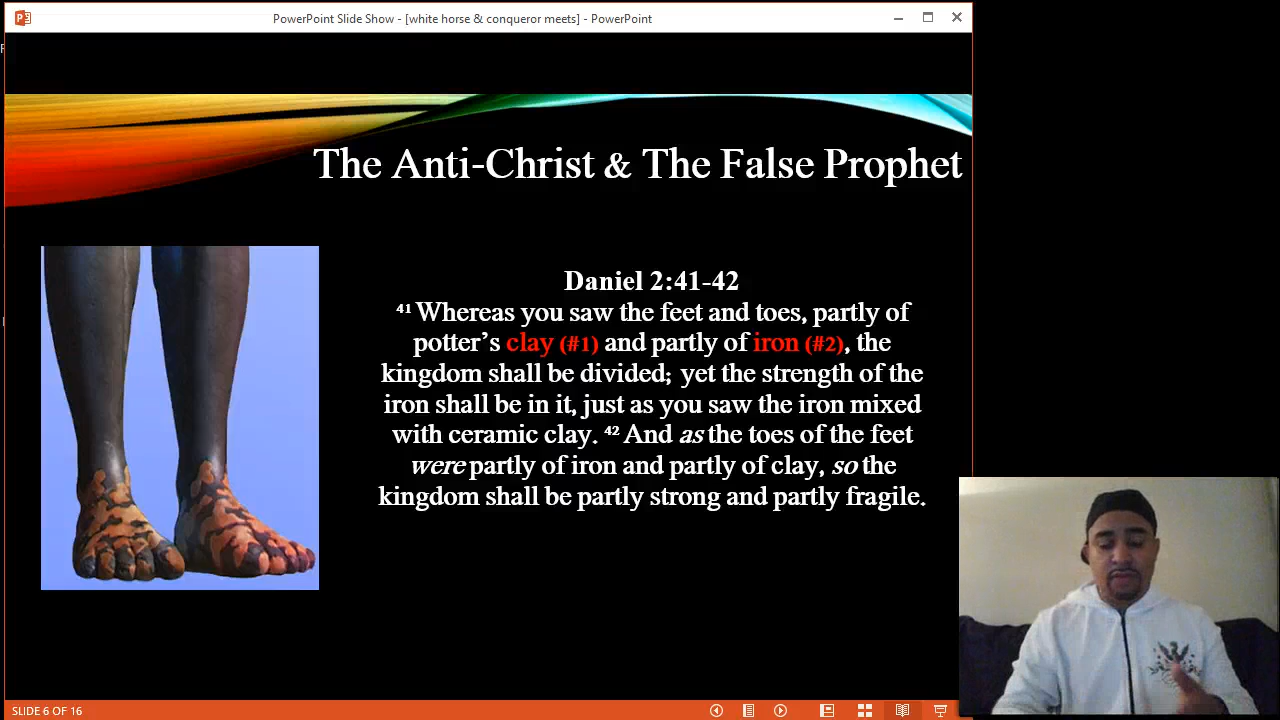 PowerPoint Slide Show - [white horse & conqueror meets] - PowerPoint
The Anti-Christ & The False Prophet
Daniel 2:41-42
⁴¹ Whereas you saw the feet and toes, partly of
potter’s clay (#1) and partly of iron (#2), the
kingdom shall be divided; yet the strength of the
iron shall be in it, just as you saw the iron mixed
with ceramic clay. ⁴² And as the toes of the feet
were partly of iron and partly of clay, so the
kingdom shall be partly strong and partly fragile.
SLIDE 6 OF 16